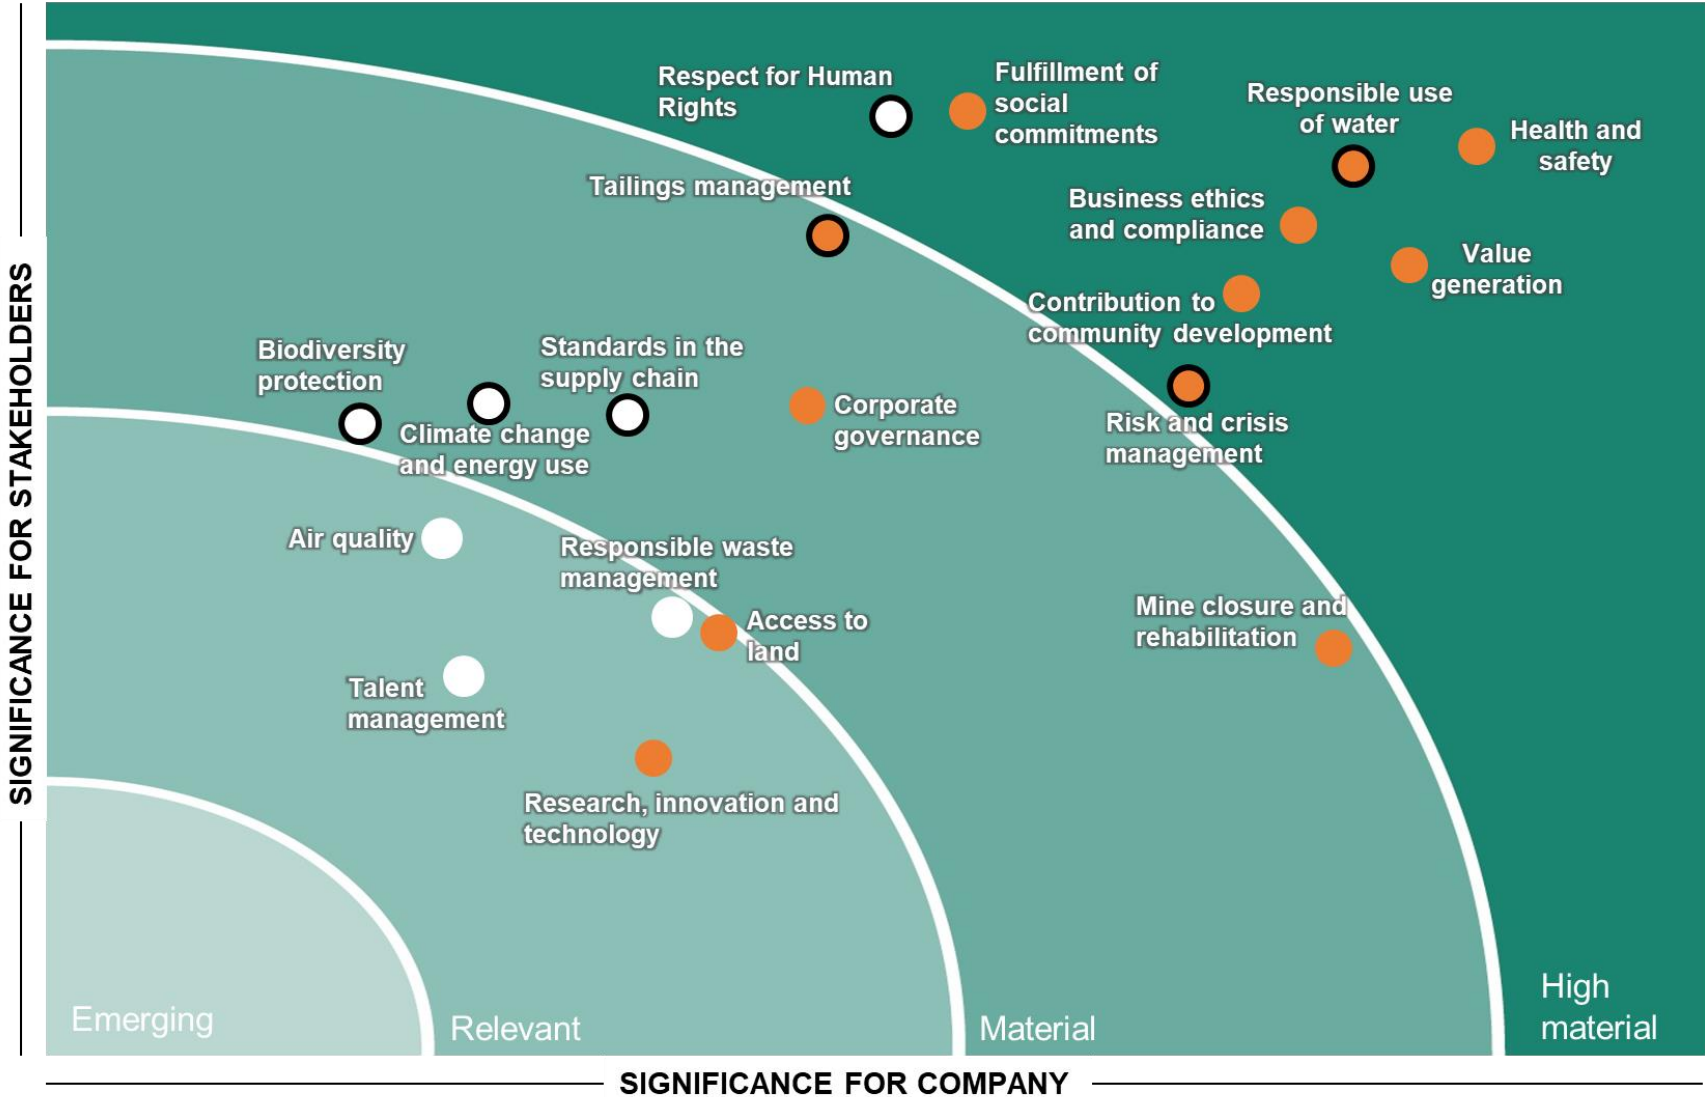 SIGNIFICANCE FOR STAKEHOLDERS
Respect for Human
Rights
Fulfillment of
social
commitments
Responsible use
of water
Health and
safety
Tailings management
Business ethics
and compliance
Value
generation
Contribution to
community development
Biodiversity
protection
Standards in the
supply chain
Climate change
and energy use
Corporate
governance
Risk and crisis
management
Air quality
Responsible waste
management
Access to
land
Mine closure and
rehabilitation
Talent
management
Research, innovation and
technology
Emerging
Relevant
Material
High
material
SIGNIFICANCE FOR COMPANY